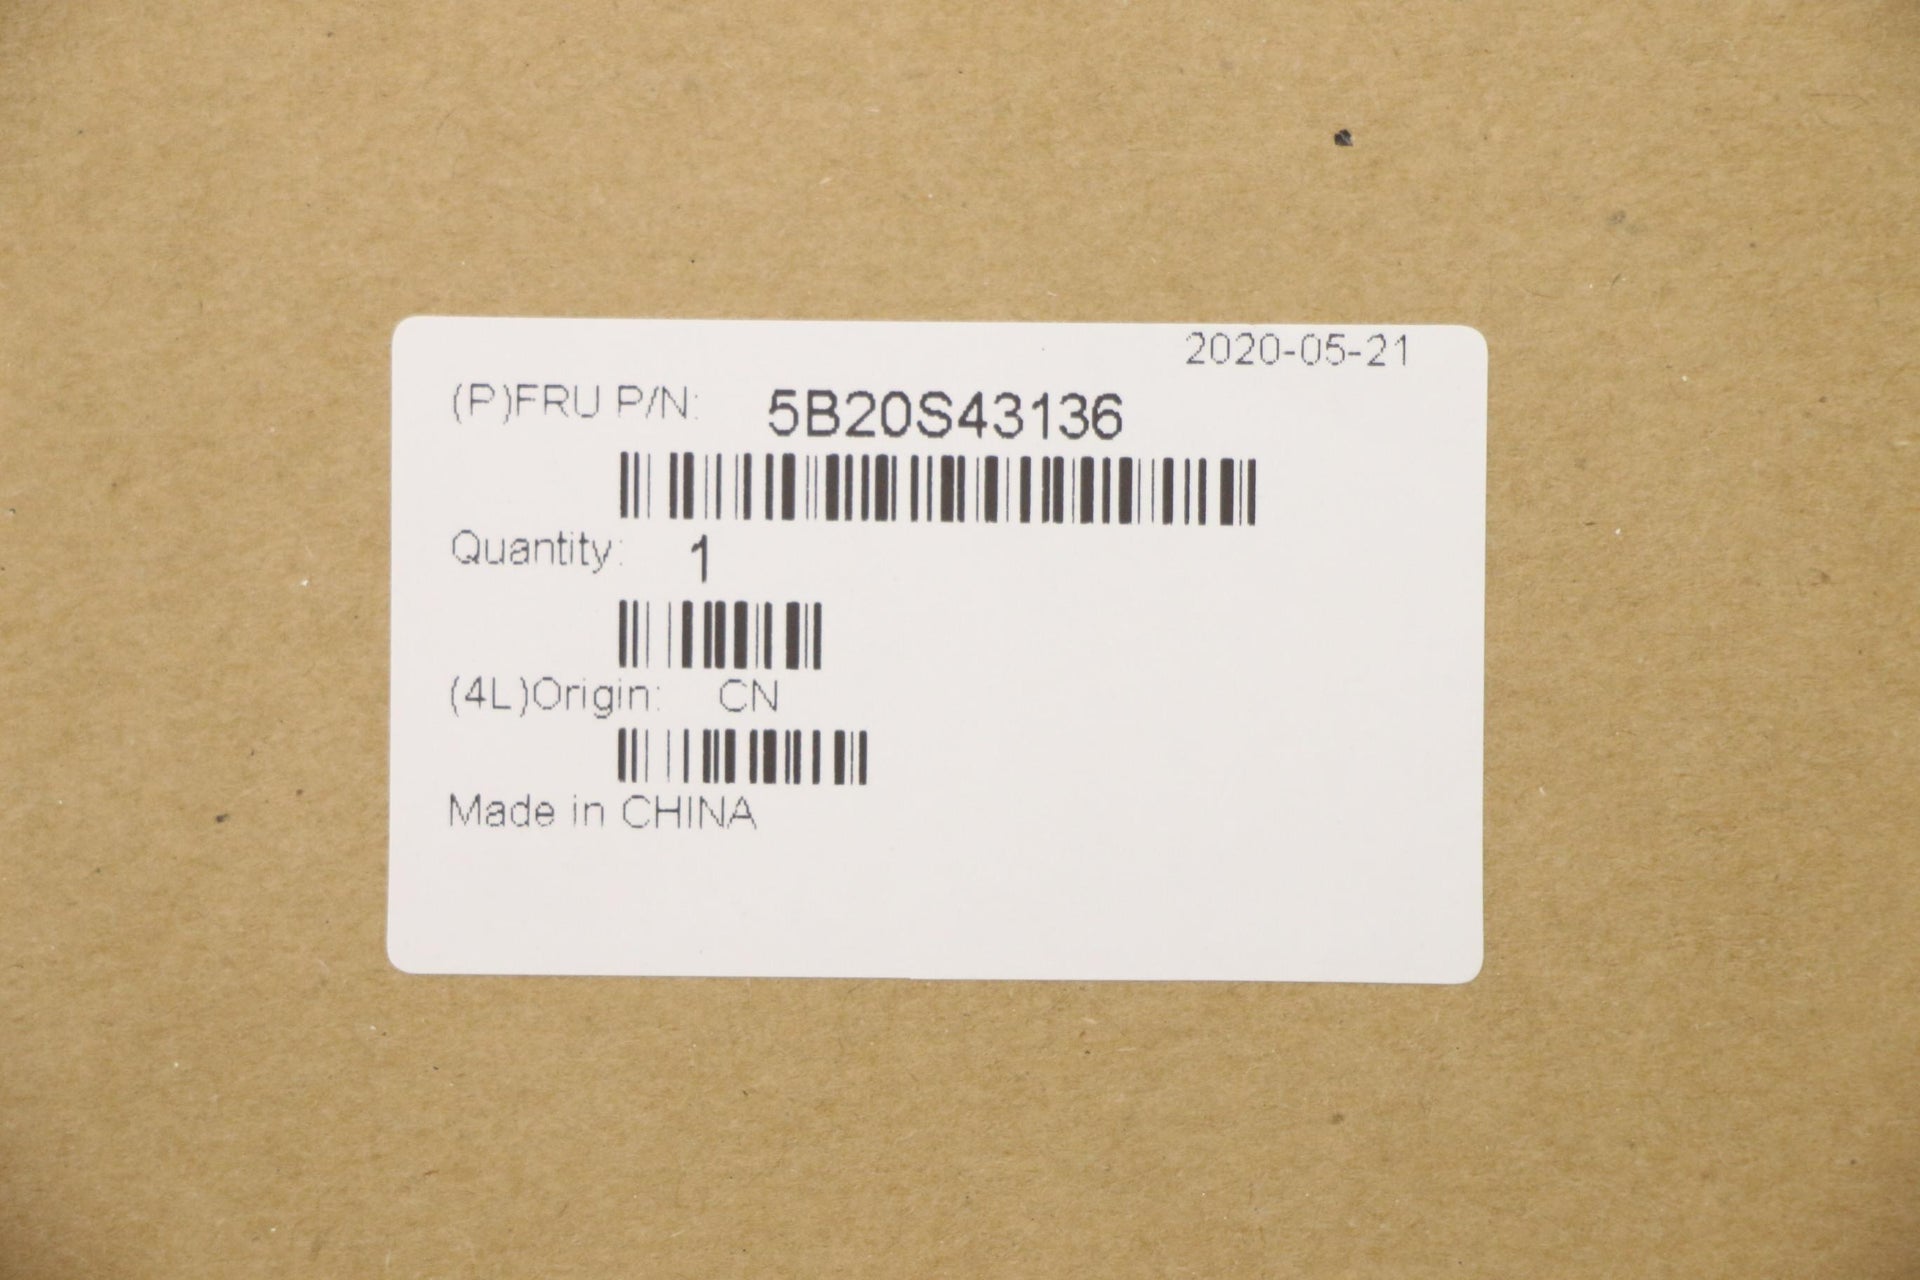 2020-05-21
(P)FRU P/N: 5B20S43136
Quantity: 1
(4L)Origin: CN
Made in CHINA